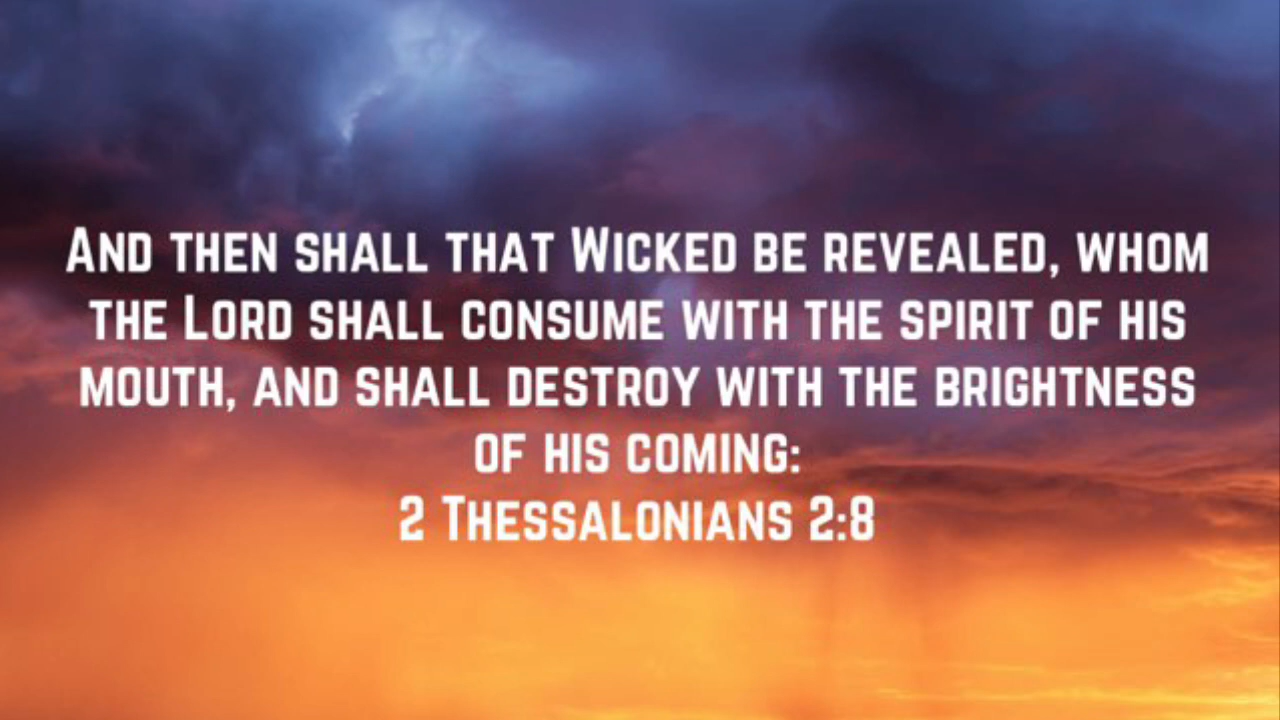 And then shall that Wicked be revealed, whom
the Lord shall consume with the spirit of his
mouth, and shall destroy with the brightness
of his coming:
2 Thessalonians 2:8